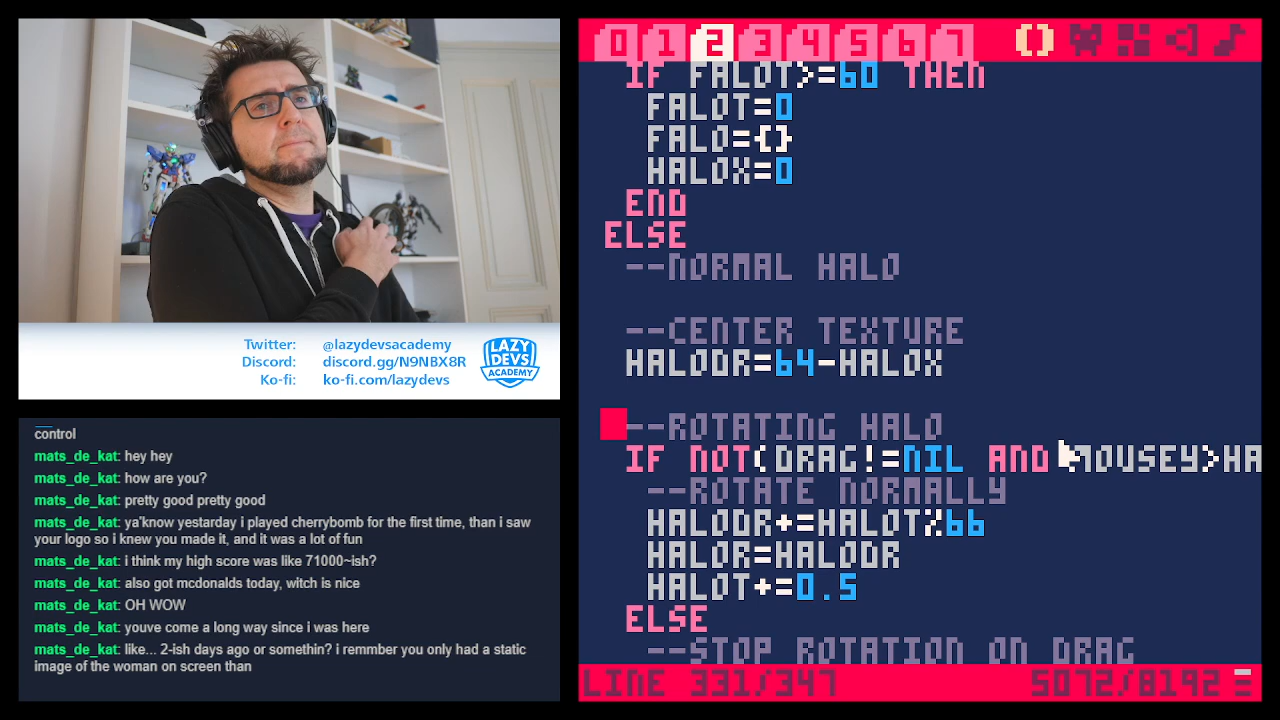 Twitter: @lazydevsacademy
Discord: discord.gg/N9NBX8R
Ko-fi: ko-fi.com/lazydevs
LAZY
DEVS
ACADEMY
control
mats_de_kat: hey hey
mats_de_kat: how are you?
mats_de_kat: pretty good pretty good
mats_de_kat: ya'know yestarday i played cherrybomb for the first time, than i saw
your logo so i knew you made it, and it was a lot of fun
mats_de_kat: i think my high score was like 71000~ish?
mats_de_kat: also got mcdonalds today, witch is nice
mats_de_kat: OH WOW
mats_de_kat: youve come a long way since i was here
mats_de_kat: like... 2-ish days ago or somethin? i remmber you only had a static
image of the woman on screen than
0 1 2 3 4 5 6 7 ()
IF FALOT>=60 THEN
FALOT=0
FALO={}
HALOX=0
END
ELSE
--NORMAL HALO
--CENTER TEXTURE
HALODR=64-HALOX
--ROTATING HALO
IF NOT(DRAG!=NIL AND MOUSEY>HA
--ROTATE NORMALLY
HALODR+=HALOT%66
HALOR=HALODR
HALOT+=0.5
ELSE
--STOP ROTATION ON DRAG
LINE 331/347 5072/8192